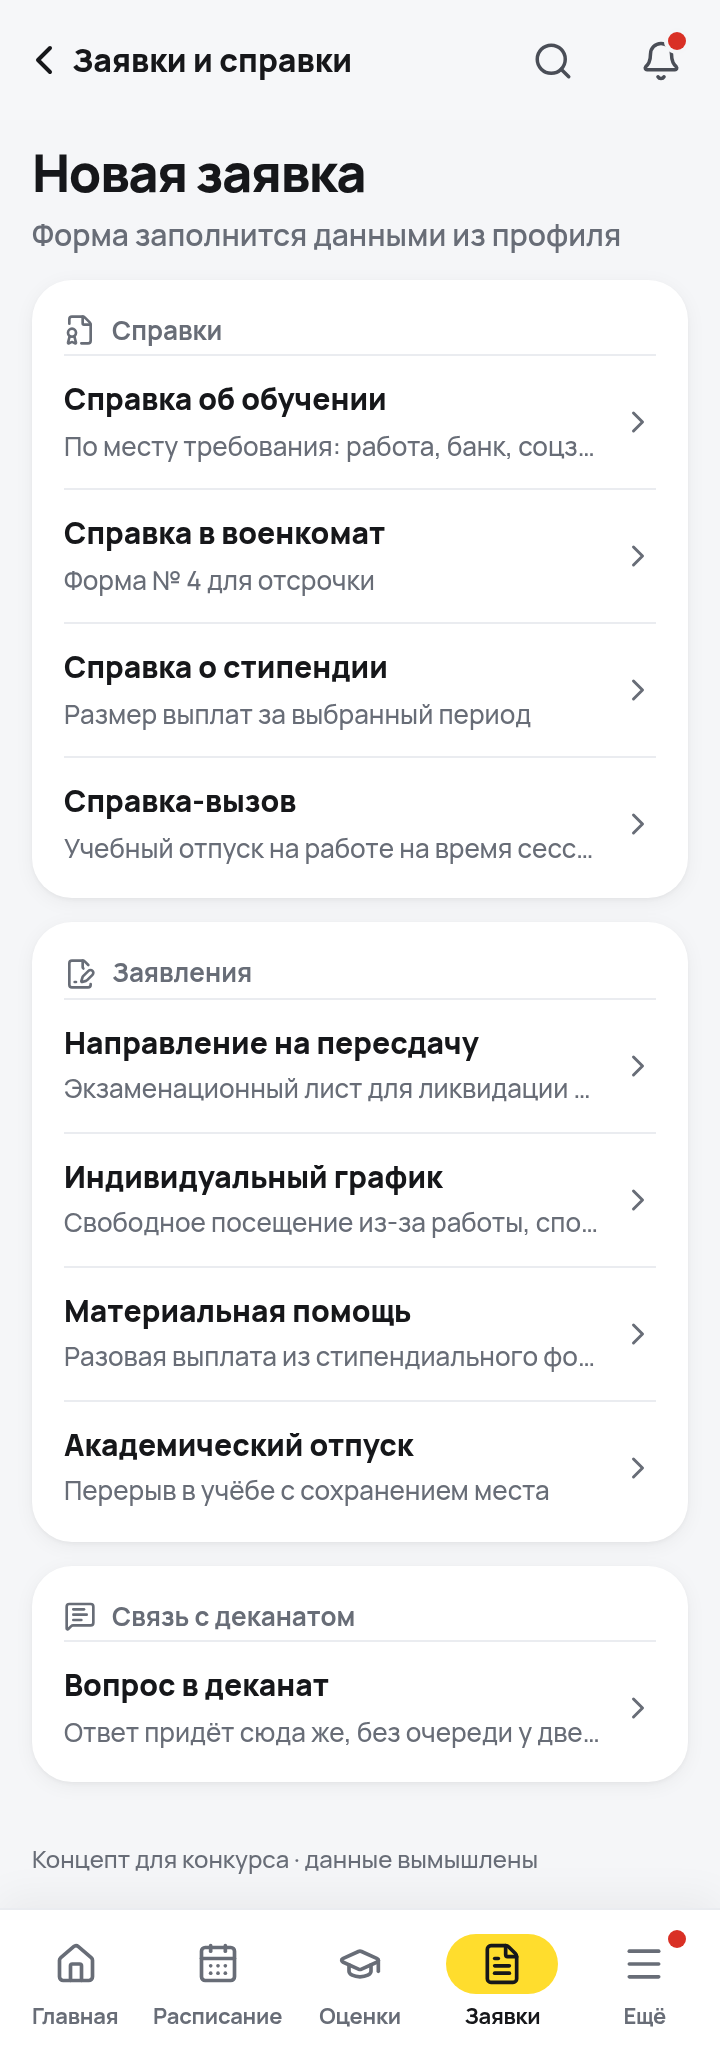 Заявки и справки
Новая заявка
Форма заполнится данными из профиля
Справки
Справка об обучении
По месту требования: работа, банк, соцз…
Справка в военкомат
Форма № 4 для отсрочки
Справка о стипендии
Размер выплат за выбранный период
Справка-вызов
Учебный отпуск на работе на время сесс…
Заявления
Направление на пересдачу
Экзаменационный лист для ликвидации …
Индивидуальный график
Свободное посещение из-за работы, спо…
Материальная помощь
Разовая выплата из стипендиального фо…
Академический отпуск
Перерыв в учёбе с сохранением места
Связь с деканатом
Вопрос в деканат
Ответ придёт сюда же, без очереди у две…
Концепт для конкурса · данные вымышлены
Главная Расписание Оценки Заявки Ещё